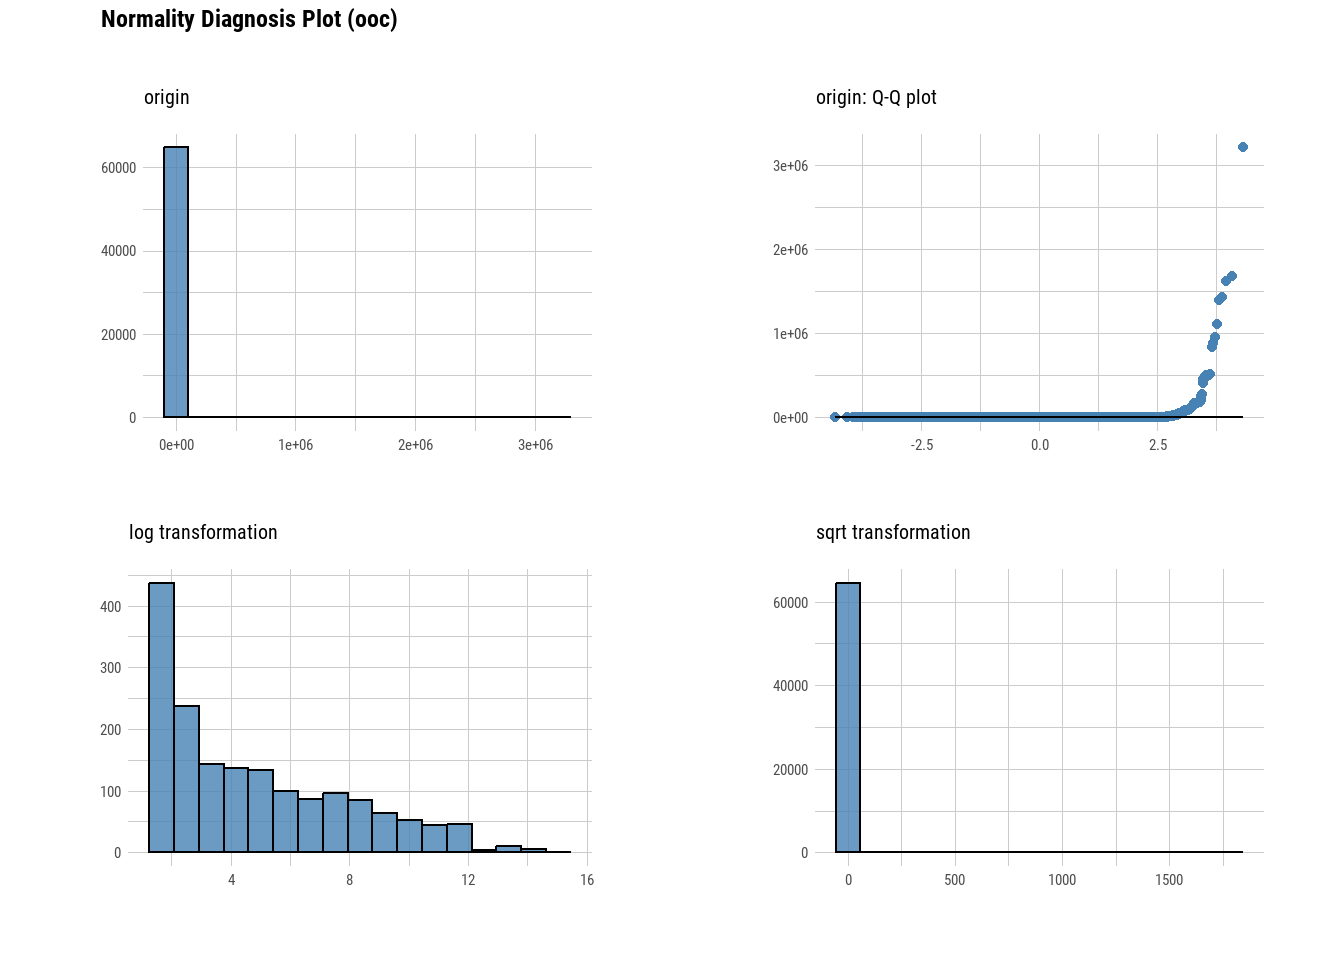 Normality Diagnosis Plot (ooc)
origin
60000
40000
20000
0
0e+00 1e+06 2e+06 3e+06
origin: Q-Q plot
3e+06
2e+06
1e+06
0e+00
-2.5 0.0 2.5
log transformation
400
300
200
100
0
4 8 12 16
sqrt transformation
60000
40000
20000
0
0 500 1000 1500